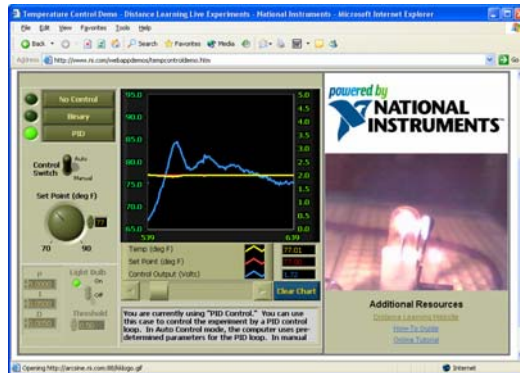 Temperature Control Demo - Distance Learning Live Experiments - National Instruments - Microsoft Internet Explorer
File Edit View Favorites Tools Help
Back Search Favorites Media
Address http://www.ni.com/webappdemos/tempcontroldemo.htm Go
No Control
Binary
PID
Control Switch
Auto
Manual
Set Point (deg F)
77
70 90
P
I
D
Light Bulb
On
Off
Threshold
95.0
90.0
85.0
80.0
75.0
70.0
65.0
5.0
4.5
4.0
3.5
3.0
2.5
2.0
1.5
1.0
0.5
0.0
539 639
Temp (deg F) 77.01
Set Point (deg F)
Control Output (Volts) 1.72
Clear Chart
You are currently using "PID Control." You can use
this case to control the experiment by a PID control
loop. In Auto Control mode, the computer uses pre-
determined parameters for the PID loop. In manual
powered by
NATIONAL
INSTRUMENTS
Additional Resources
Distance Learning Website
How-To Guide
Online Tutorial
Opening http://arcsine.ni.com:88/hklogo.gif
Internet